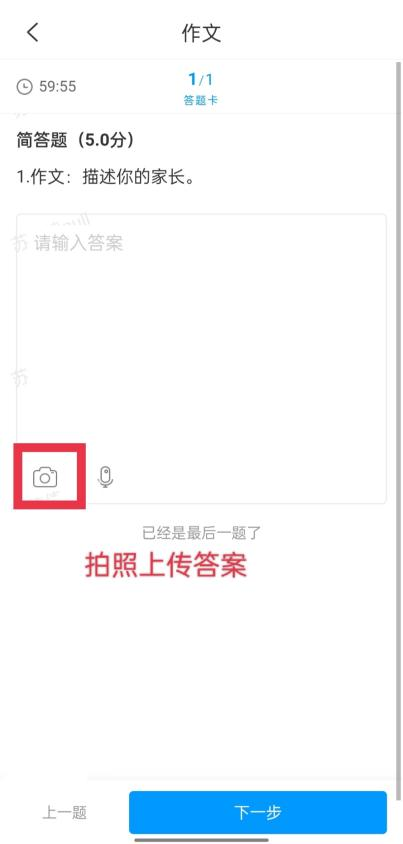 作文
59:55
1/1
答题卡
简答题（5.0分）
1.作文：描述你的家长。
请输入答案
苏
苏
已经是最后一题了
拍照上传答案
上一题
下一步